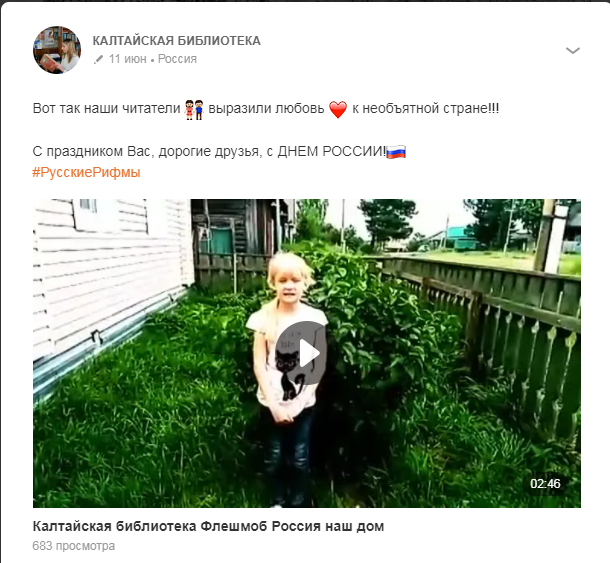 КАЛТАЙСКАЯ БИБЛИОТЕКА
11 июн • Россия
Вот так наши читатели 👫 выразили любовь ❤️ к необъятной стране!!!
С праздником Вас, дорогие друзья, с ДНЕМ РОССИИ!🇷🇺
#РусскиеРифмы
02:46
Калтайская библиотека Флешмоб Россия наш дом
683 просмотра